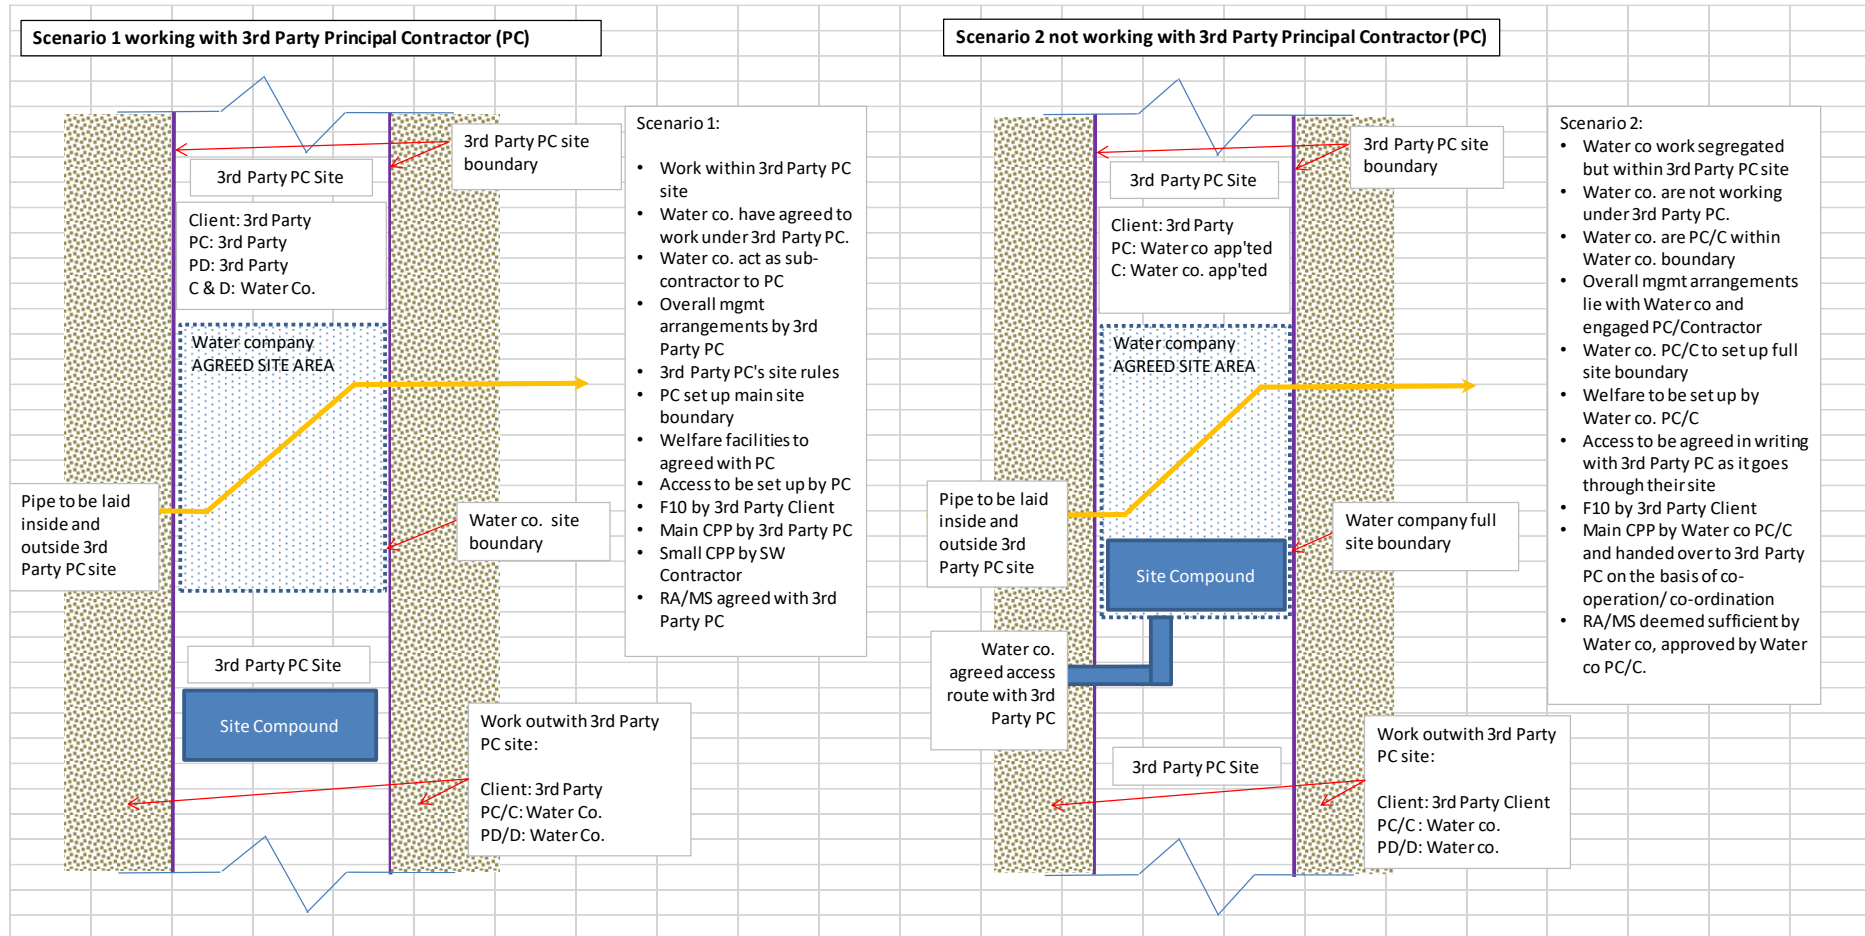 Scenario 1 working with 3rd Party Principal Contractor (PC)
3rd Party PC site
boundary
3rd Party PC Site
Client: 3rd Party
PC: 3rd Party
PD: 3rd Party
C & D: Water Co.
Water company
AGREED SITE AREA
Pipe to be laid
inside and
outside 3rd
Party PC site
Water co. site
boundary
3rd Party PC Site
Site Compound
Work outwith 3rd Party
PC site:
Client: 3rd Party
PC/C: Water Co.
PD/D: Water Co.
Scenario 1:
• Work within 3rd Party PC
site
• Water co. have agreed to
work under 3rd Party PC.
• Water co. act as sub-
contractor to PC
• Overall mgmt
arrangements by 3rd
Party PC
• 3rd Party PC's site rules
• PC set up main site
boundary
• Welfare facilities to
agreed with PC
• Access to be set up by PC
• F10 by 3rd Party Client
• Main CPP by 3rd Party PC
• Small CPP by SW
Contractor
• RA/MS agreed with 3rd
Party PC
Scenario 2 not working with 3rd Party Principal Contractor (PC)
3rd Party PC site
boundary
3rd Party PC Site
Client: 3rd Party
PC: Water co app'ted
C: Water co. app'ted
Water company
AGREED SITE AREA
Pipe to be laid
inside and
outside 3rd
Party PC site
Water company full
site boundary
Site Compound
Water co.
agreed access
route with 3rd
Party PC
3rd Party PC Site
Work outwith 3rd Party
PC site:
Client: 3rd Party Client
PC/C : Water co.
PD/D: Water co.
Scenario 2:
• Water co work segregated
but within 3rd Party PC site
• Water co. are not working
under 3rd Party PC.
• Water co. are PC/C within
Water co. boundary
• Overall mgmt arrangements
lie with Water co and
engaged PC/Contractor
• Water co. PC/C to set up full
site boundary
• Welfare to be set up by
Water co. PC/C
• Access to be agreed in writing
with 3rd Party PC as it goes
through their site
• F10 by 3rd Party Client
• Main CPP by Water co PC/C
and handed over to 3rd Party
PC on the basis of co-
operation/ co-ordination
• RA/MS deemed sufficient by
Water co, approved by Water
co PC/C.